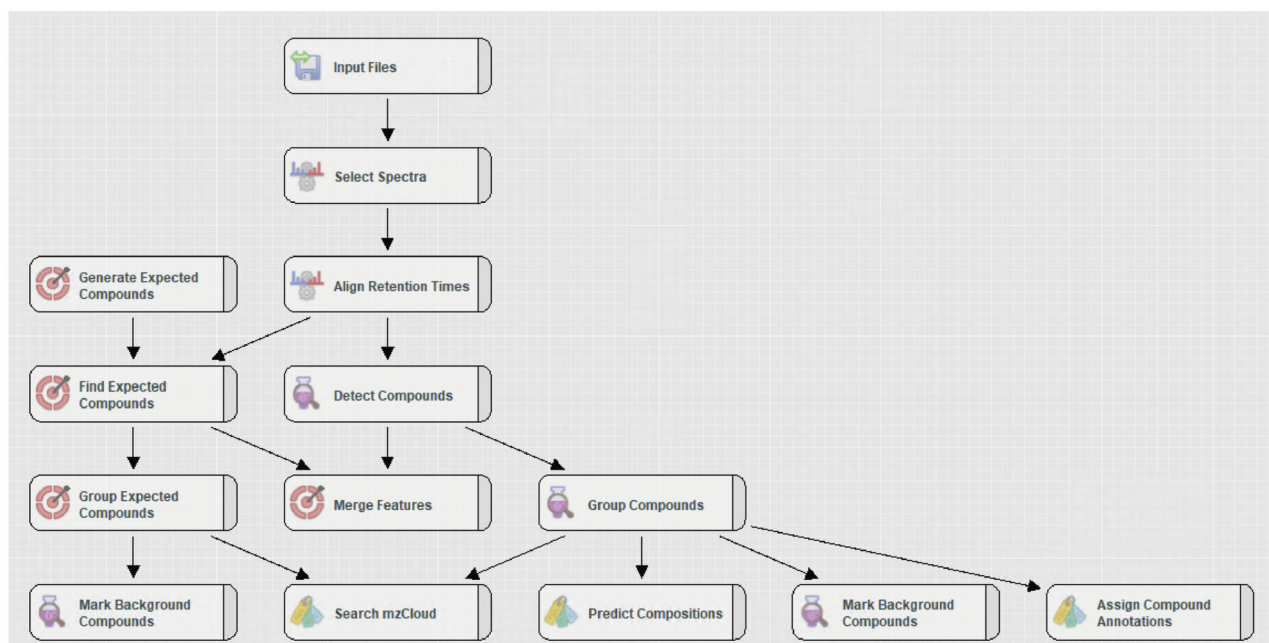 Input Files
Select Spectra
Generate Expected
Compounds
Align Retention Times
Find Expected
Compounds
Detect Compounds
Group Expected
Compounds
Merge Features
Group Compounds
Mark Background
Compounds
Search mzCloud
Predict Compositions
Mark Background
Compounds
Assign Compound
Annotations